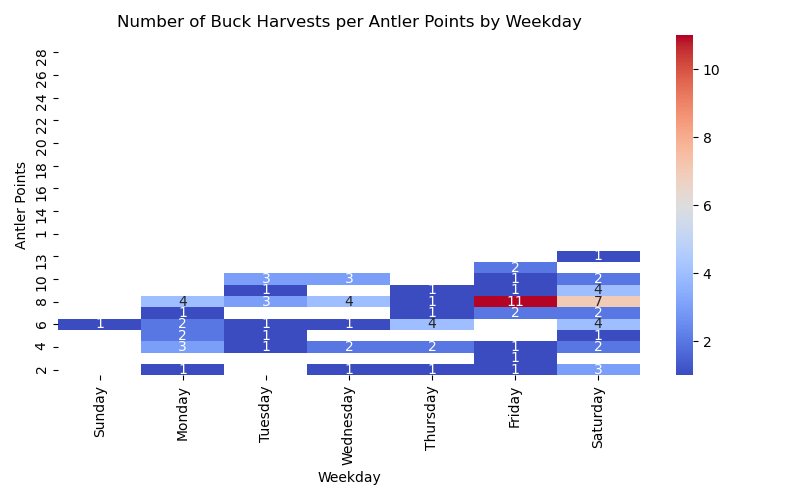 Number of Buck Harvests per Antler Points by Weekday
Antler Points
28
26
24
22
20
18
16
14
1
13
1
2
3 3 1 2
10
1 1 1 4
8 4 3 4 1 11 7
1 1 2 2
6 1 2 1 1 4 4
2 1 1
4 3 1 2 2 1 2
1
2 1 1 1 1 3
Sunday Monday Tuesday Wednesday Thursday Friday Saturday
Weekday
10
8
6
4
2